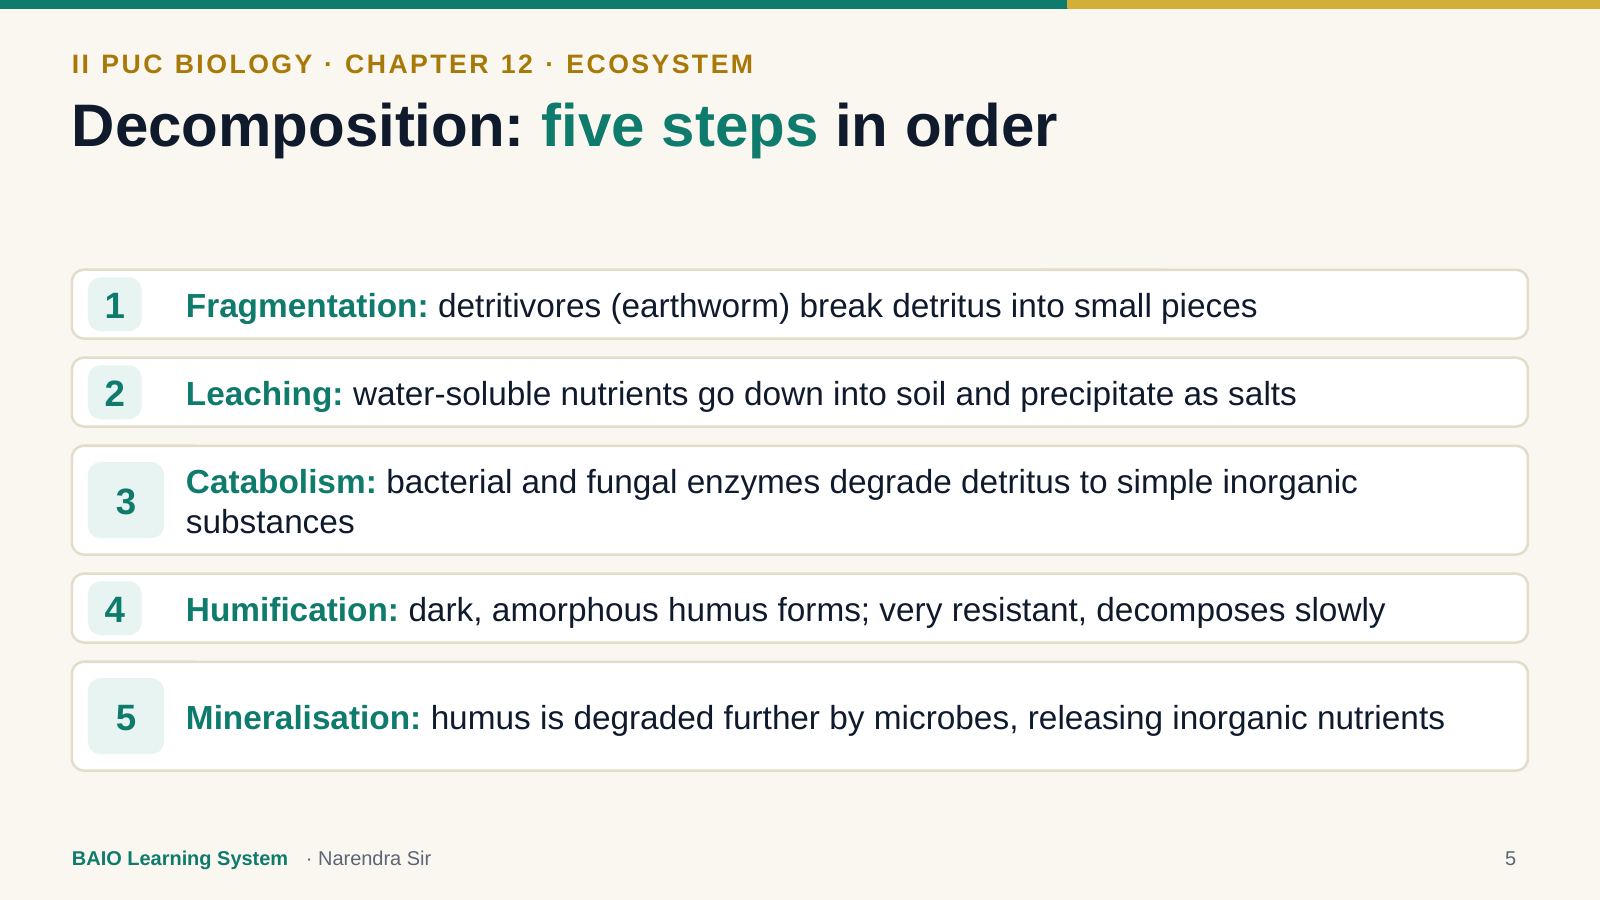 II PUC BIOLOGY · CHAPTER 12 · ECOSYSTEM
Decomposition: five steps in order
1 Fragmentation: detritivores (earthworm) break detritus into small pieces
2 Leaching: water-soluble nutrients go down into soil and precipitate as salts
3 Catabolism: bacterial and fungal enzymes degrade detritus to simple inorganic
substances
4 Humification: dark, amorphous humus forms; very resistant, decomposes slowly
5 Mineralisation: humus is degraded further by microbes, releasing inorganic nutrients
BAIO Learning System · Narendra Sir 5